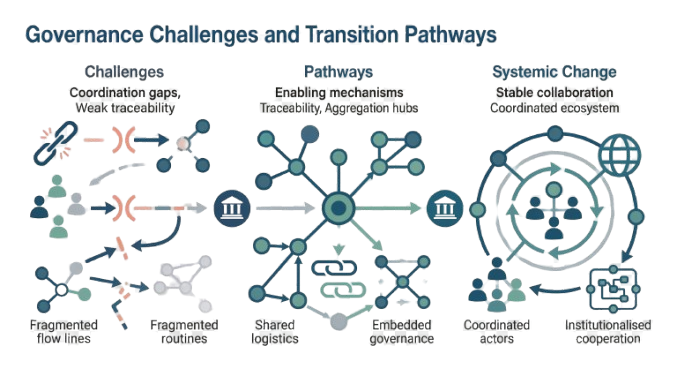 Governance Challenges and Transition Pathways
Challenges
Coordination gaps,
Weak traceability
Pathways
Enabling mechanisms
Traceability, Aggregation hubs
Systemic Change
Stable collaboration
Coordinated ecosystem
Fragmented
flow lines
Fragmented
routines
Shared
logistics
Embedded
governance
Coordinated
actors
Institutionalised
cooperation